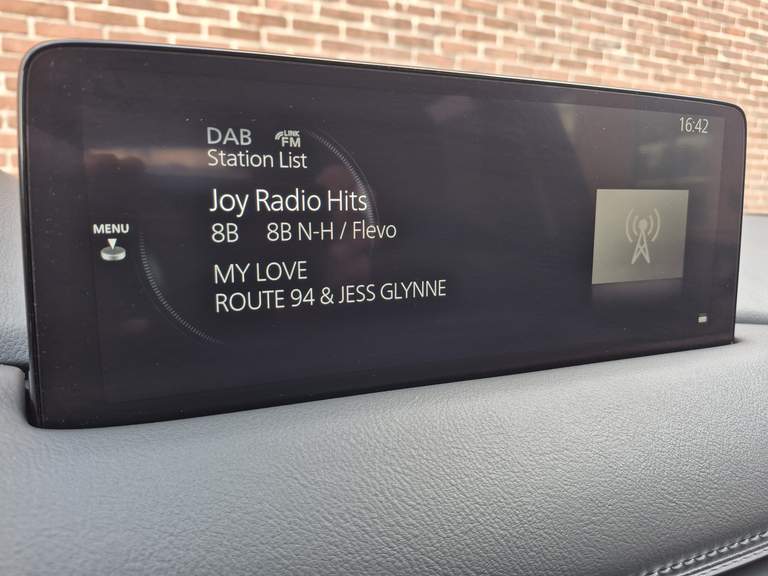 DAB LINK FM
16:42
Station List
Joy Radio Hits
8B 8B N-H / Flevo
MENU
MY LOVE
ROUTE 94 & JESS GLYNNE